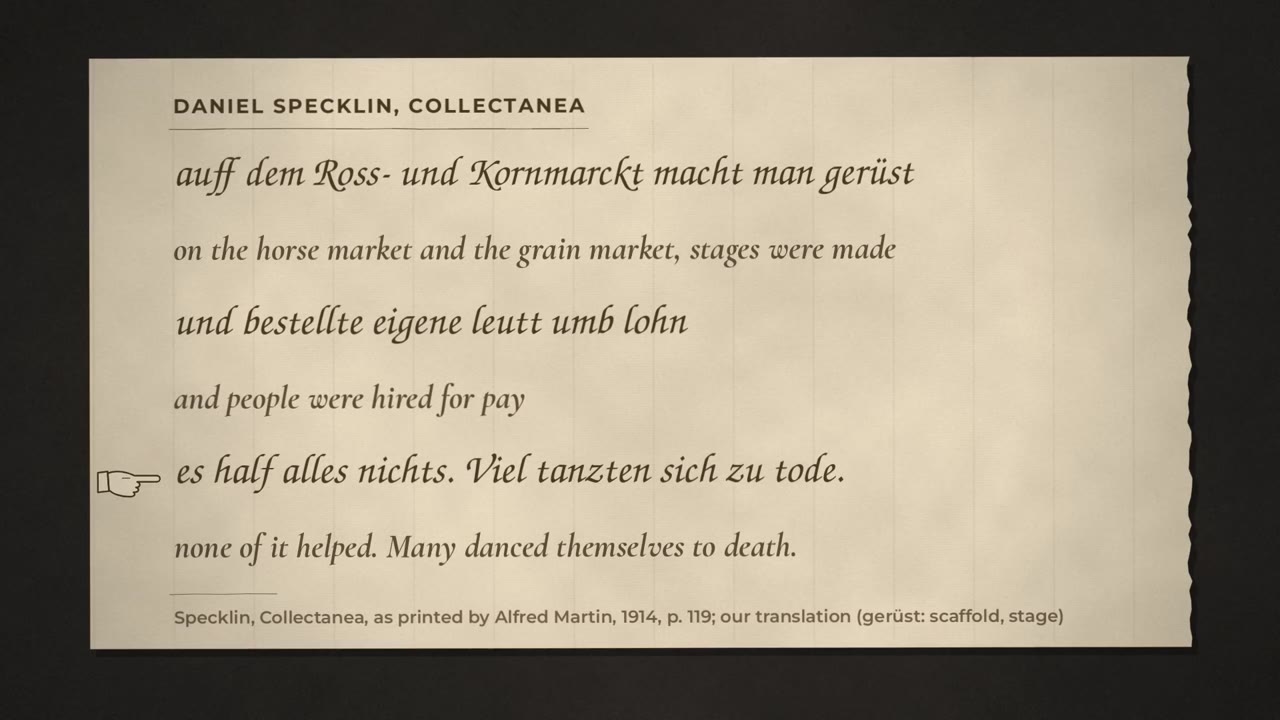 DANIEL SPECKLIN, COLLECTANEA
auff dem Ross- und Kornmarckt macht man gerüst
on the horse market and the grain market, stages were made
und bestellte eigene leutt umb lohn
and people were hired for pay
es half alles nichts. Viel tanzten sich zu tode.
none of it helped. Many danced themselves to death.
Specklin, Collectanea, as printed by Alfred Martin, 1914, p. 119; our translation (gerüst: scaffold, stage)